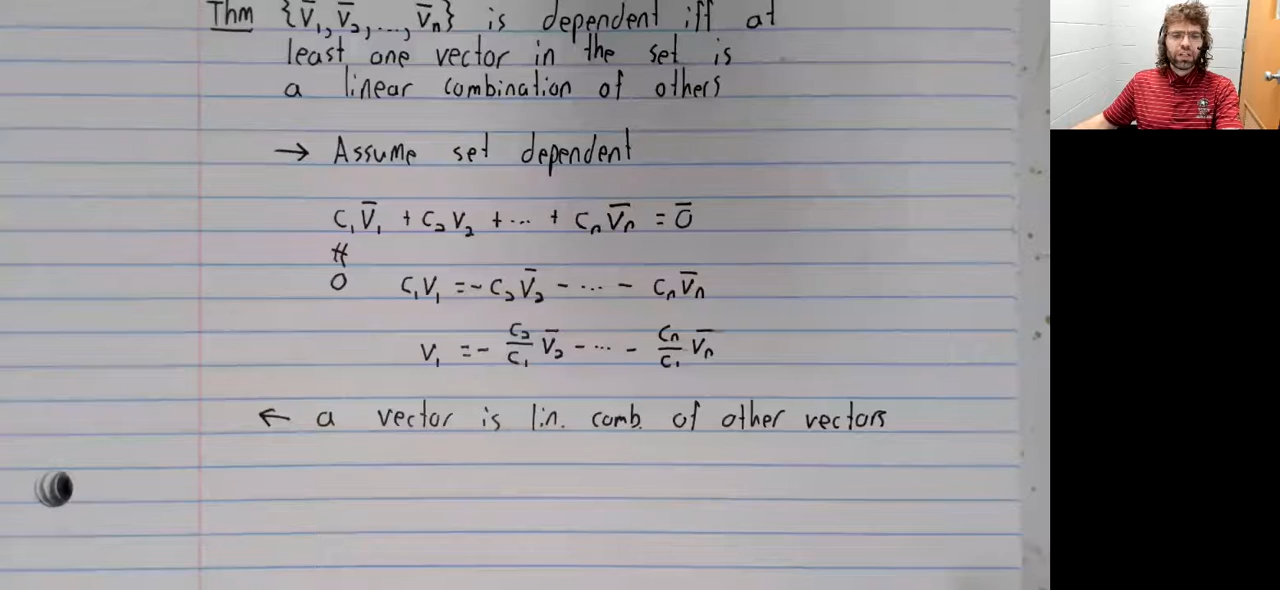 Thm {v̄₁, v̄₂, ..., v̄ₙ} is dependent iff at
least one vector in the set is
a linear combination of others
→ Assume set dependent
C₁v̄₁ + C₂v₂ + ... + Cₙv̄ₙ = 0̄
≠
0 C₁v₁ = - C₂v̄₂ - ... - Cₙv̄ₙ
v₁ = - C₂/C₁ v̄₂ - ... - Cₙ/C₁ v̄ₙ
← a vector is lin. comb. of other vectors